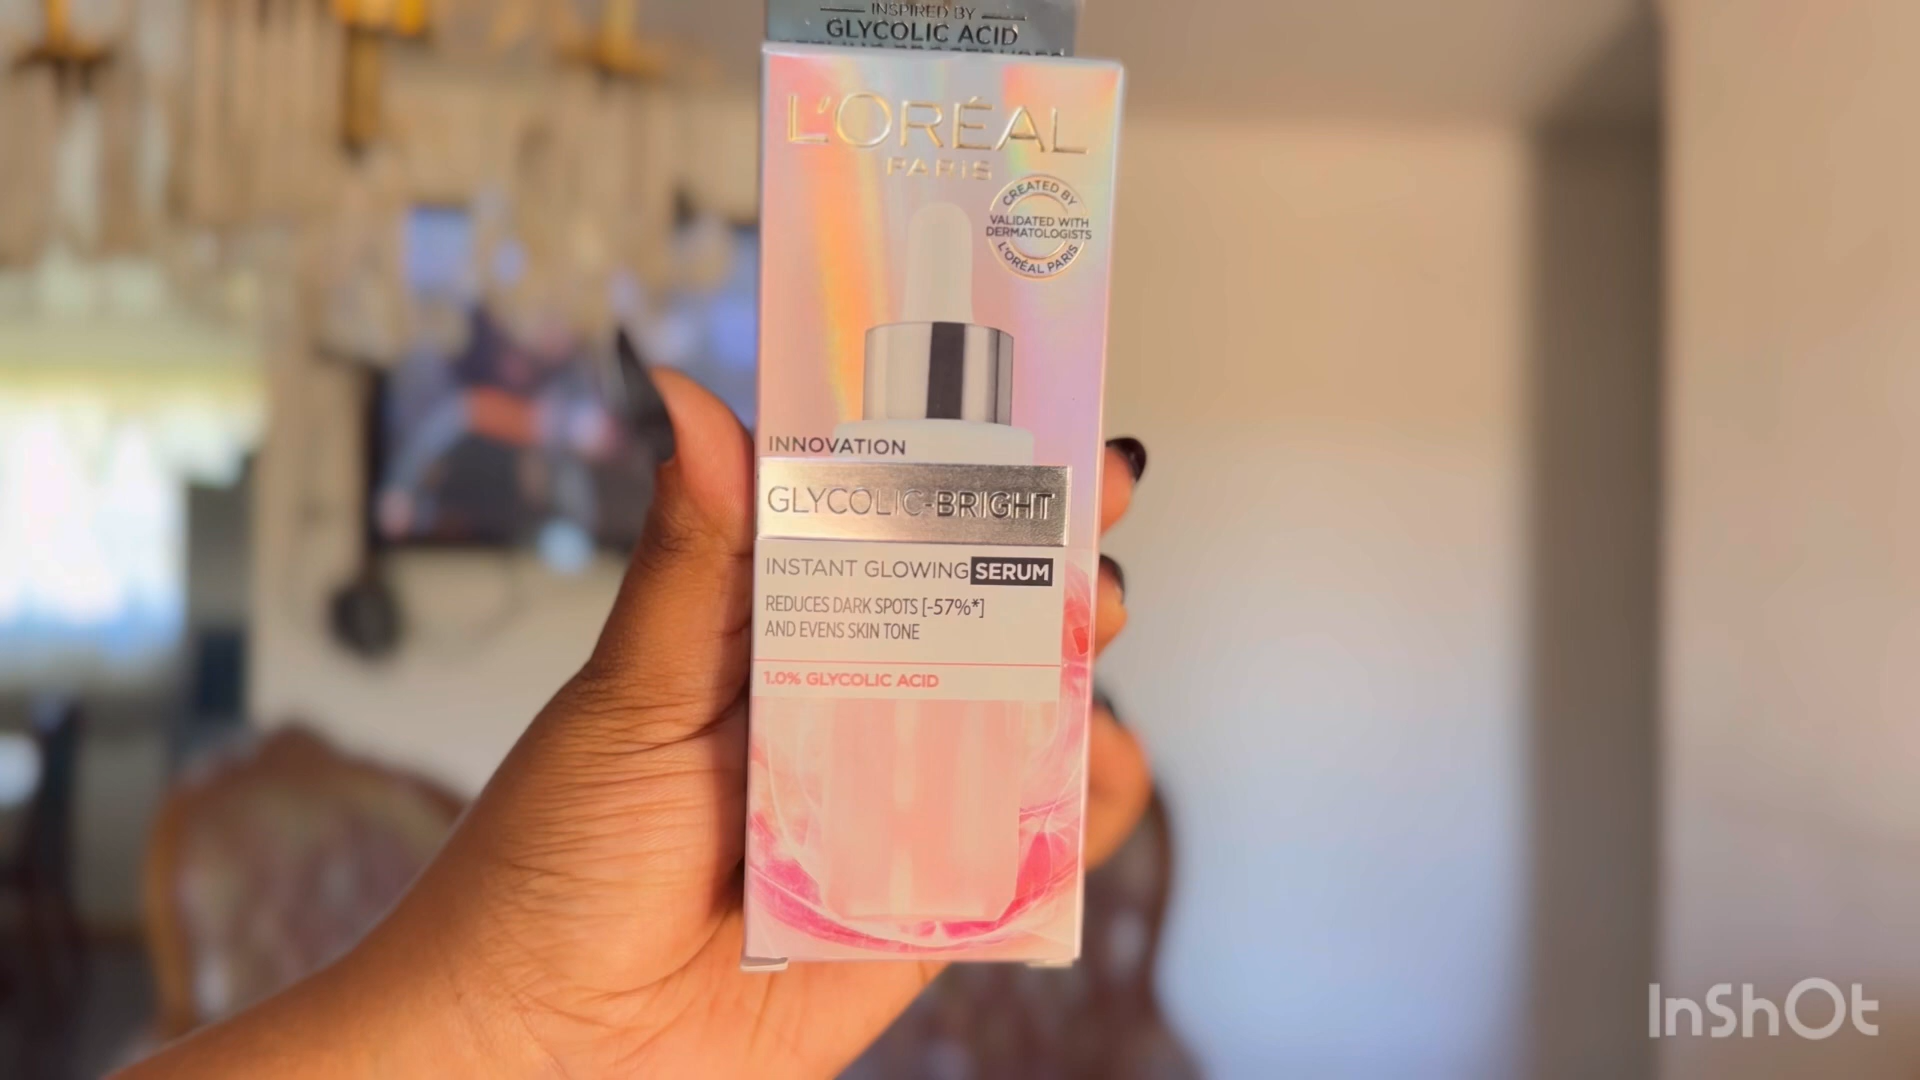 INSPIRED BY
GLYCOLIC ACID
L'ORÉAL
PARIS
CREATED BY
VALIDATED WITH
DERMATOLOGISTS
L'ORÉAL PARIS
INNOVATION
GLYCOLIC-BRIGHT
INSTANT GLOWING SERUM
REDUCES DARK SPOTS [-57%*]
AND EVENS SKIN TONE
1.0% GLYCOLIC ACID
InShOt